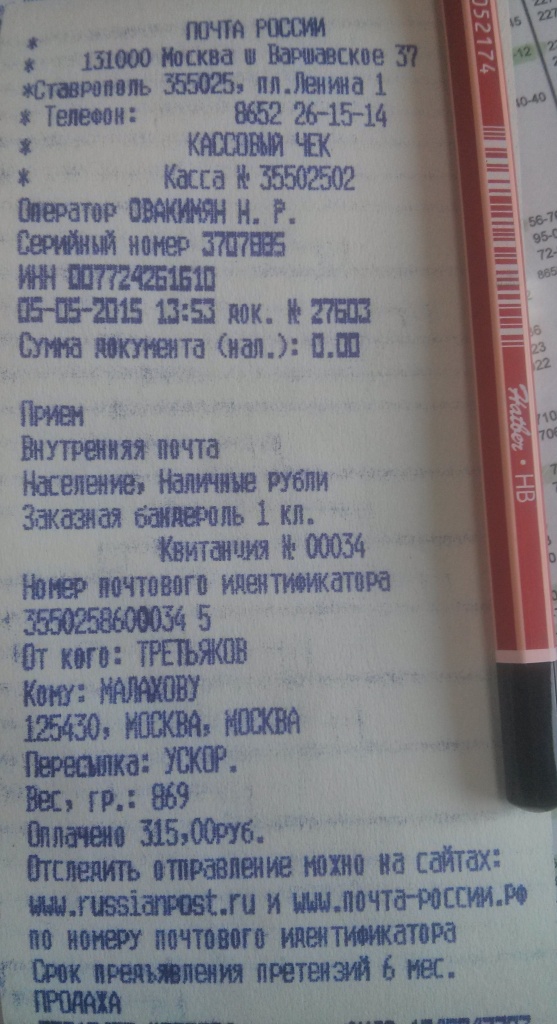 * ПОЧТА РОССИИ
* 131000 Москва ш Варшавское 37
*Ставрополь 355025, пл.Ленина 1
* Телефон: 8652 26-15-14
* КАССОВЫЙ ЧЕК
* Касса № 35502502
Оператор ОВАКИМЯН Н. Р.
Серийный номер 3707885
ИНН 007724261610
05-05-2015 13:53 док. № 27603
Сумма документа (нал.): 0.00
Прием
Внутренняя почта
Население, Наличные рубли
Заказная бандероль 1 кл.
Квитанция № 00034
Номер почтового идентификатора
3550258600034 5
От кого: ТРЕТЬЯКОВ
Кому: МАЛАХОВУ
125430, МОСКВА, МОСКВА
Пересылка: УСКОР.
Вес, гр.: 869
Оплачено 315,00руб.
Отследить отправление можно на сайтах:
www.russianpost.ru и www.почта-россии.рф
по номеру почтового идентификатора
Срок предъявления претензий 6 мес.
ПРОДАЖА
052174
Hatber • HB